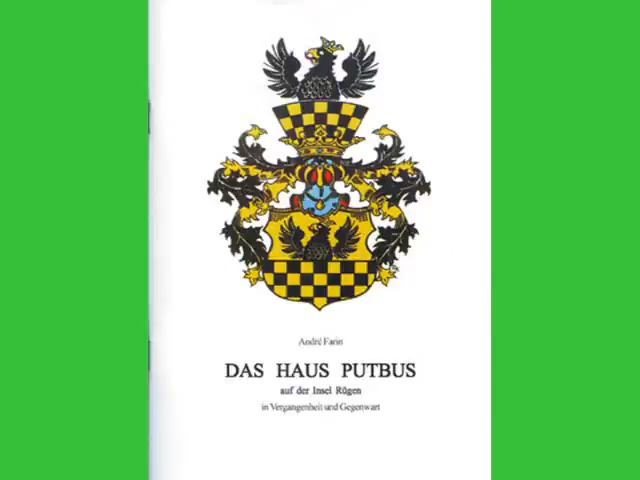 André Farin
DAS HAUS PUTBUS
auf der Insel Rügen
in Vergangenheit und Gegenwart